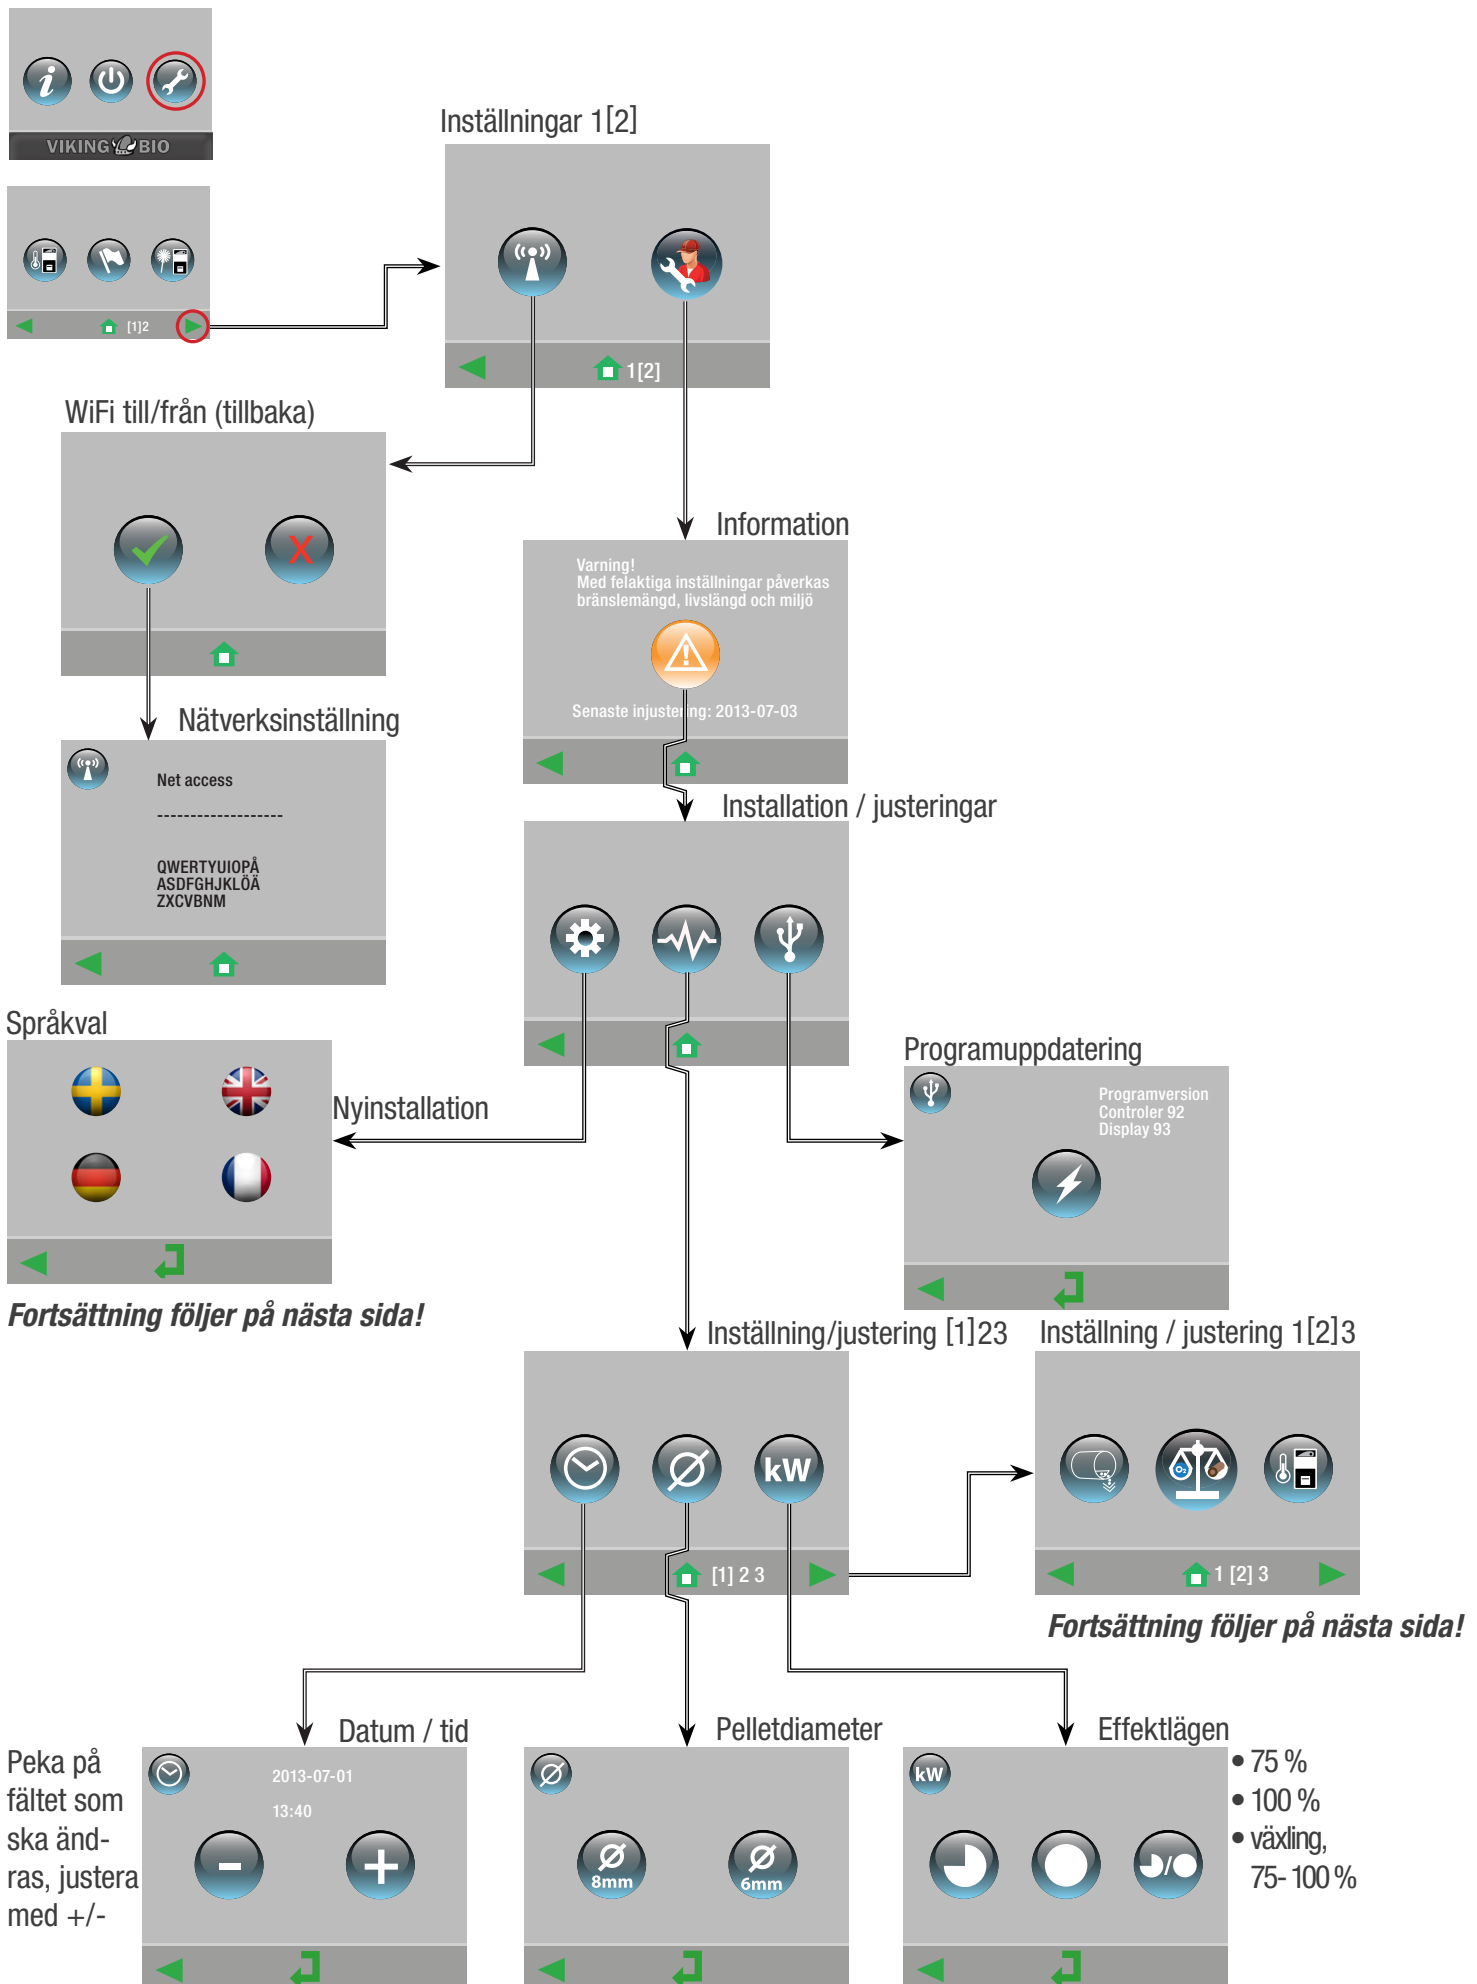 VIKING BIO
[1]2
Inställningar 1[2]
1[2]
WiFi till/från (tillbaka)
Information
Varning!
Med felaktiga inställningar påverkas
bränslemängd, livslängd och miljö
Senaste injustering: 2013-07-03
Nätverksinställning
Net access
-------------------
QWERTYUIOPÅ
ASDFGHJKLÖÄ
ZXCVBNM
Installation / justeringar
Språkval
Nyinstallation
Programuppdatering
Programversion
Controler 92
Display 93
Fortsättning följer på nästa sida!
Inställning/justering [1]23
kW
[1] 2 3
Inställning / justering 1[2]3
O2
1 [2] 3
Fortsättning följer på nästa sida!
Datum / tid
2013-07-01
13:40
- +
Peka på
fältet som
ska änd-
ras, justera
med +/-
Pelletdiameter
8mm
6mm
Effektlägen
kW
• 75 %
• 100 %
• växling,
75- 100 %